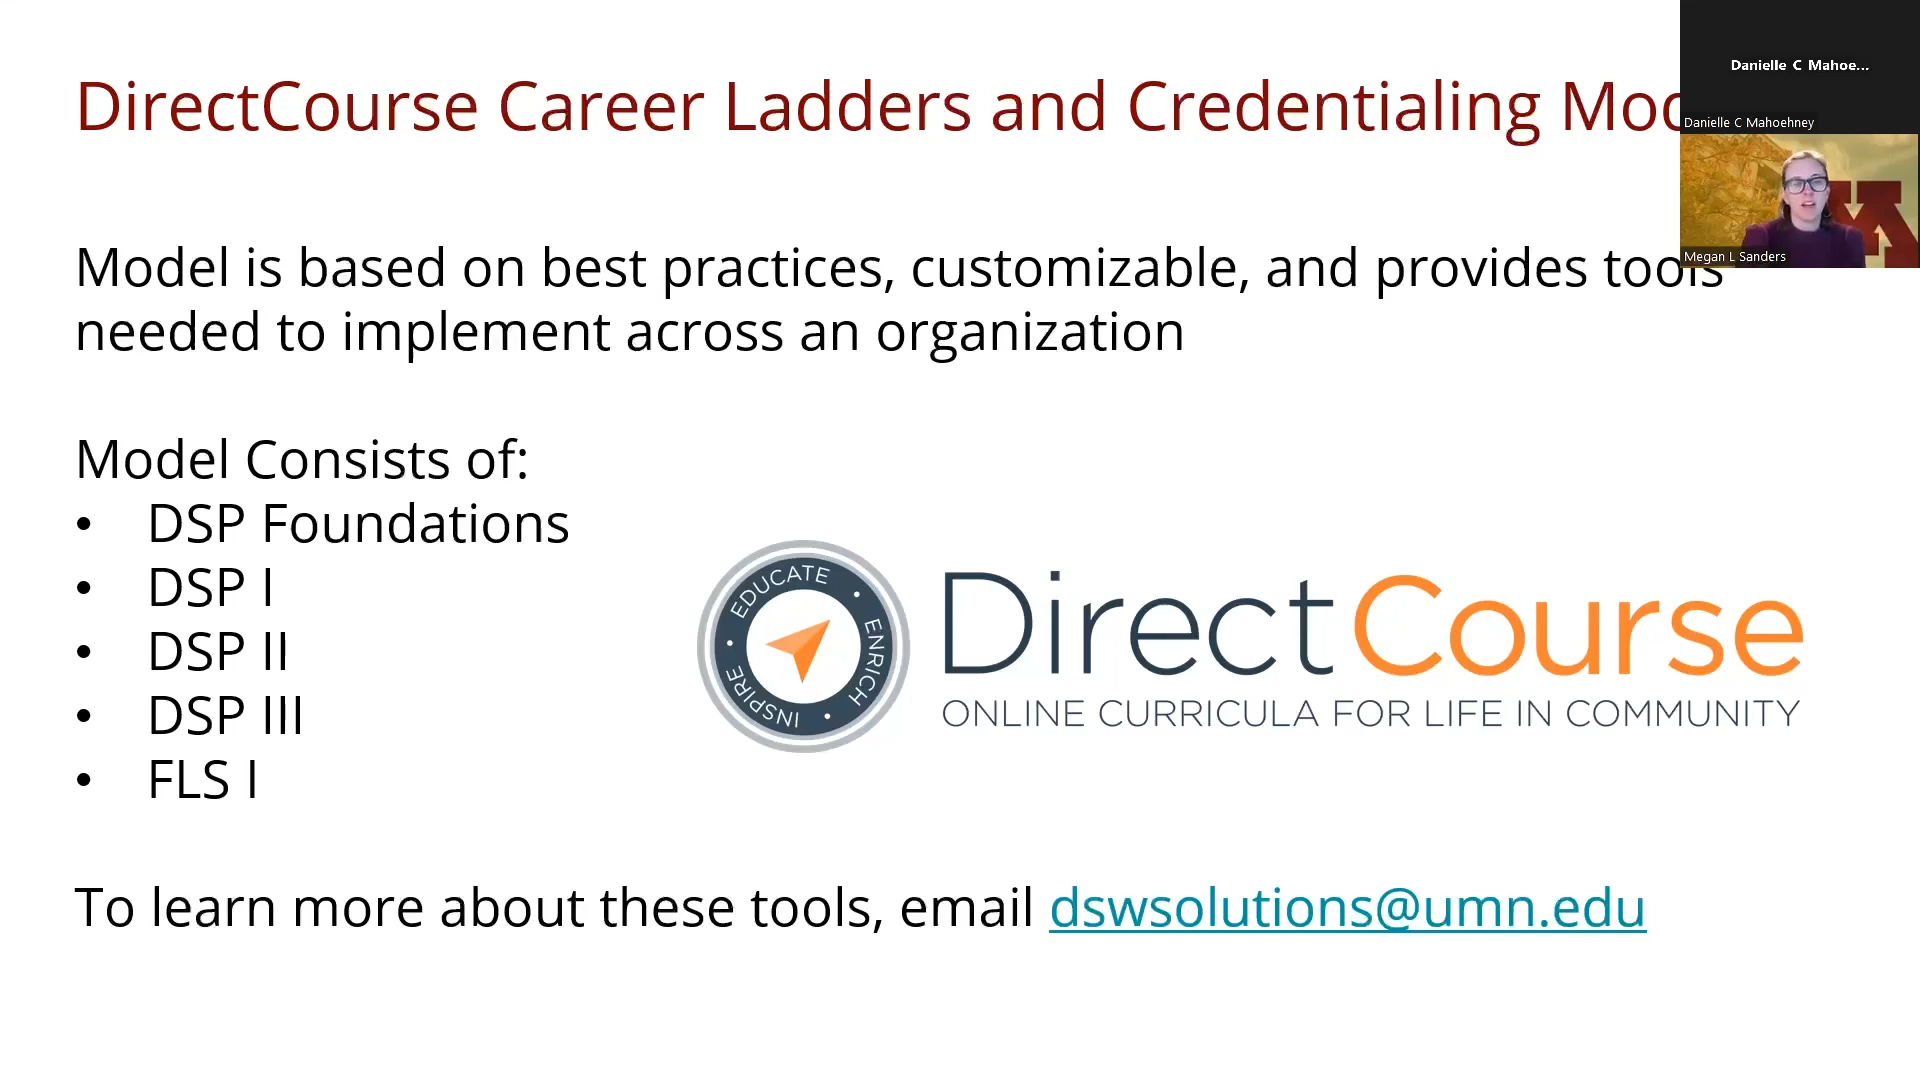 DirectCourse Career Ladders and Credentialing
Danielle C Mahoe...
Danielle C Mahoehney
Megan L Sanders
Model is based on best practices, customizable, and provides tools
needed to implement across an organization
Model Consists of:
• DSP Foundations
• DSP I
• DSP II
• DSP III
• FLS I
EDUCATE • ENRICH • INSPIRE •
DirectCourse
ONLINE CURRICULA FOR LIFE IN COMMUNITY
To learn more about these tools, email dswsolutions@umn.edu